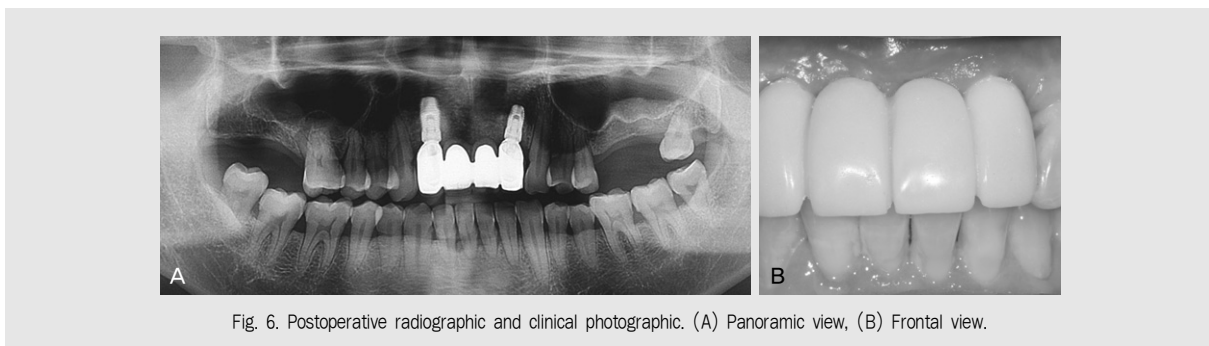 A
B
Fig. 6. Postoperative radiographic and clinical photographic. (A) Panoramic view, (B) Frontal view.